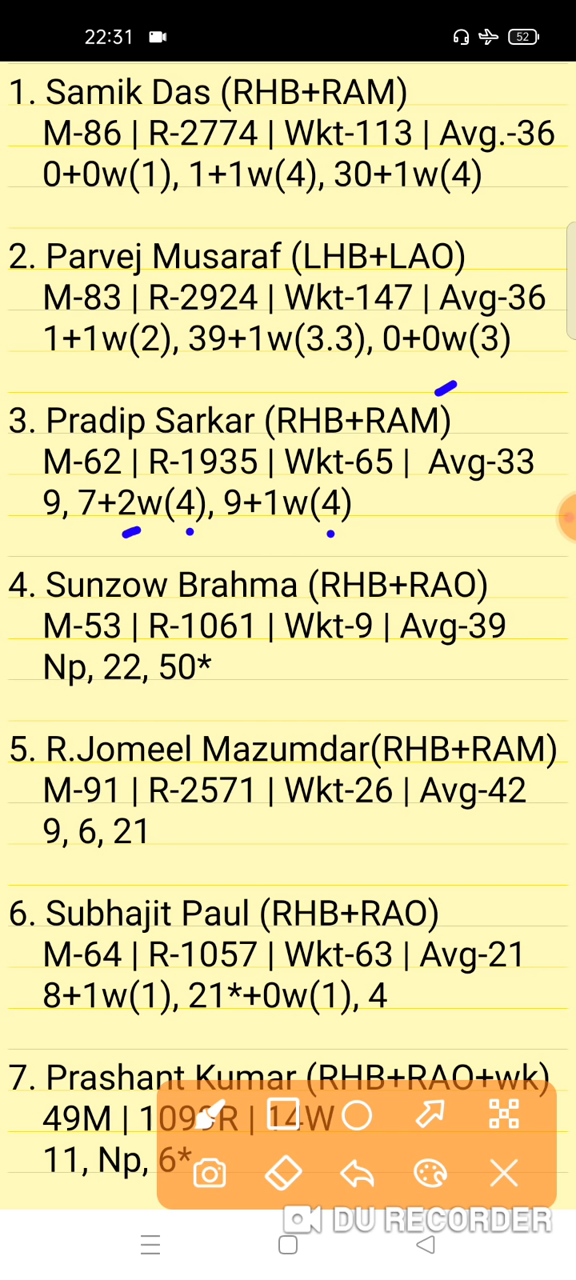 22:31
52
1. Samik Das (RHB+RAM)
M-86 | R-2774 | Wkt-113 | Avg.-36
0+0w(1), 1+1w(4), 30+1w(4)
2. Parvej Musaraf (LHB+LAO)
M-83 | R-2924 | Wkt-147 | Avg-36
1+1w(2), 39+1w(3.3), 0+0w(3)
3. Pradip Sarkar (RHB+RAM)
M-62 | R-1935 | Wkt-65 | Avg-33
9, 7+2w(4), 9+1w(4)
4. Sunzow Brahma (RHB+RAO)
M-53 | R-1061 | Wkt-9 | Avg-39
Np, 22, 50*
5. R.Jomeel Mazumdar(RHB+RAM)
M-91 | R-2571 | Wkt-26 | Avg-42
9, 6, 21
6. Subhajit Paul (RHB+RAO)
M-64 | R-1057 | Wkt-63 | Avg-21
8+1w(1), 21*+0w(1), 4
7. Prashant Kumar (RHB+RAO+wk)
49M | | 14W
11, Np, 6*
DU RECORDER